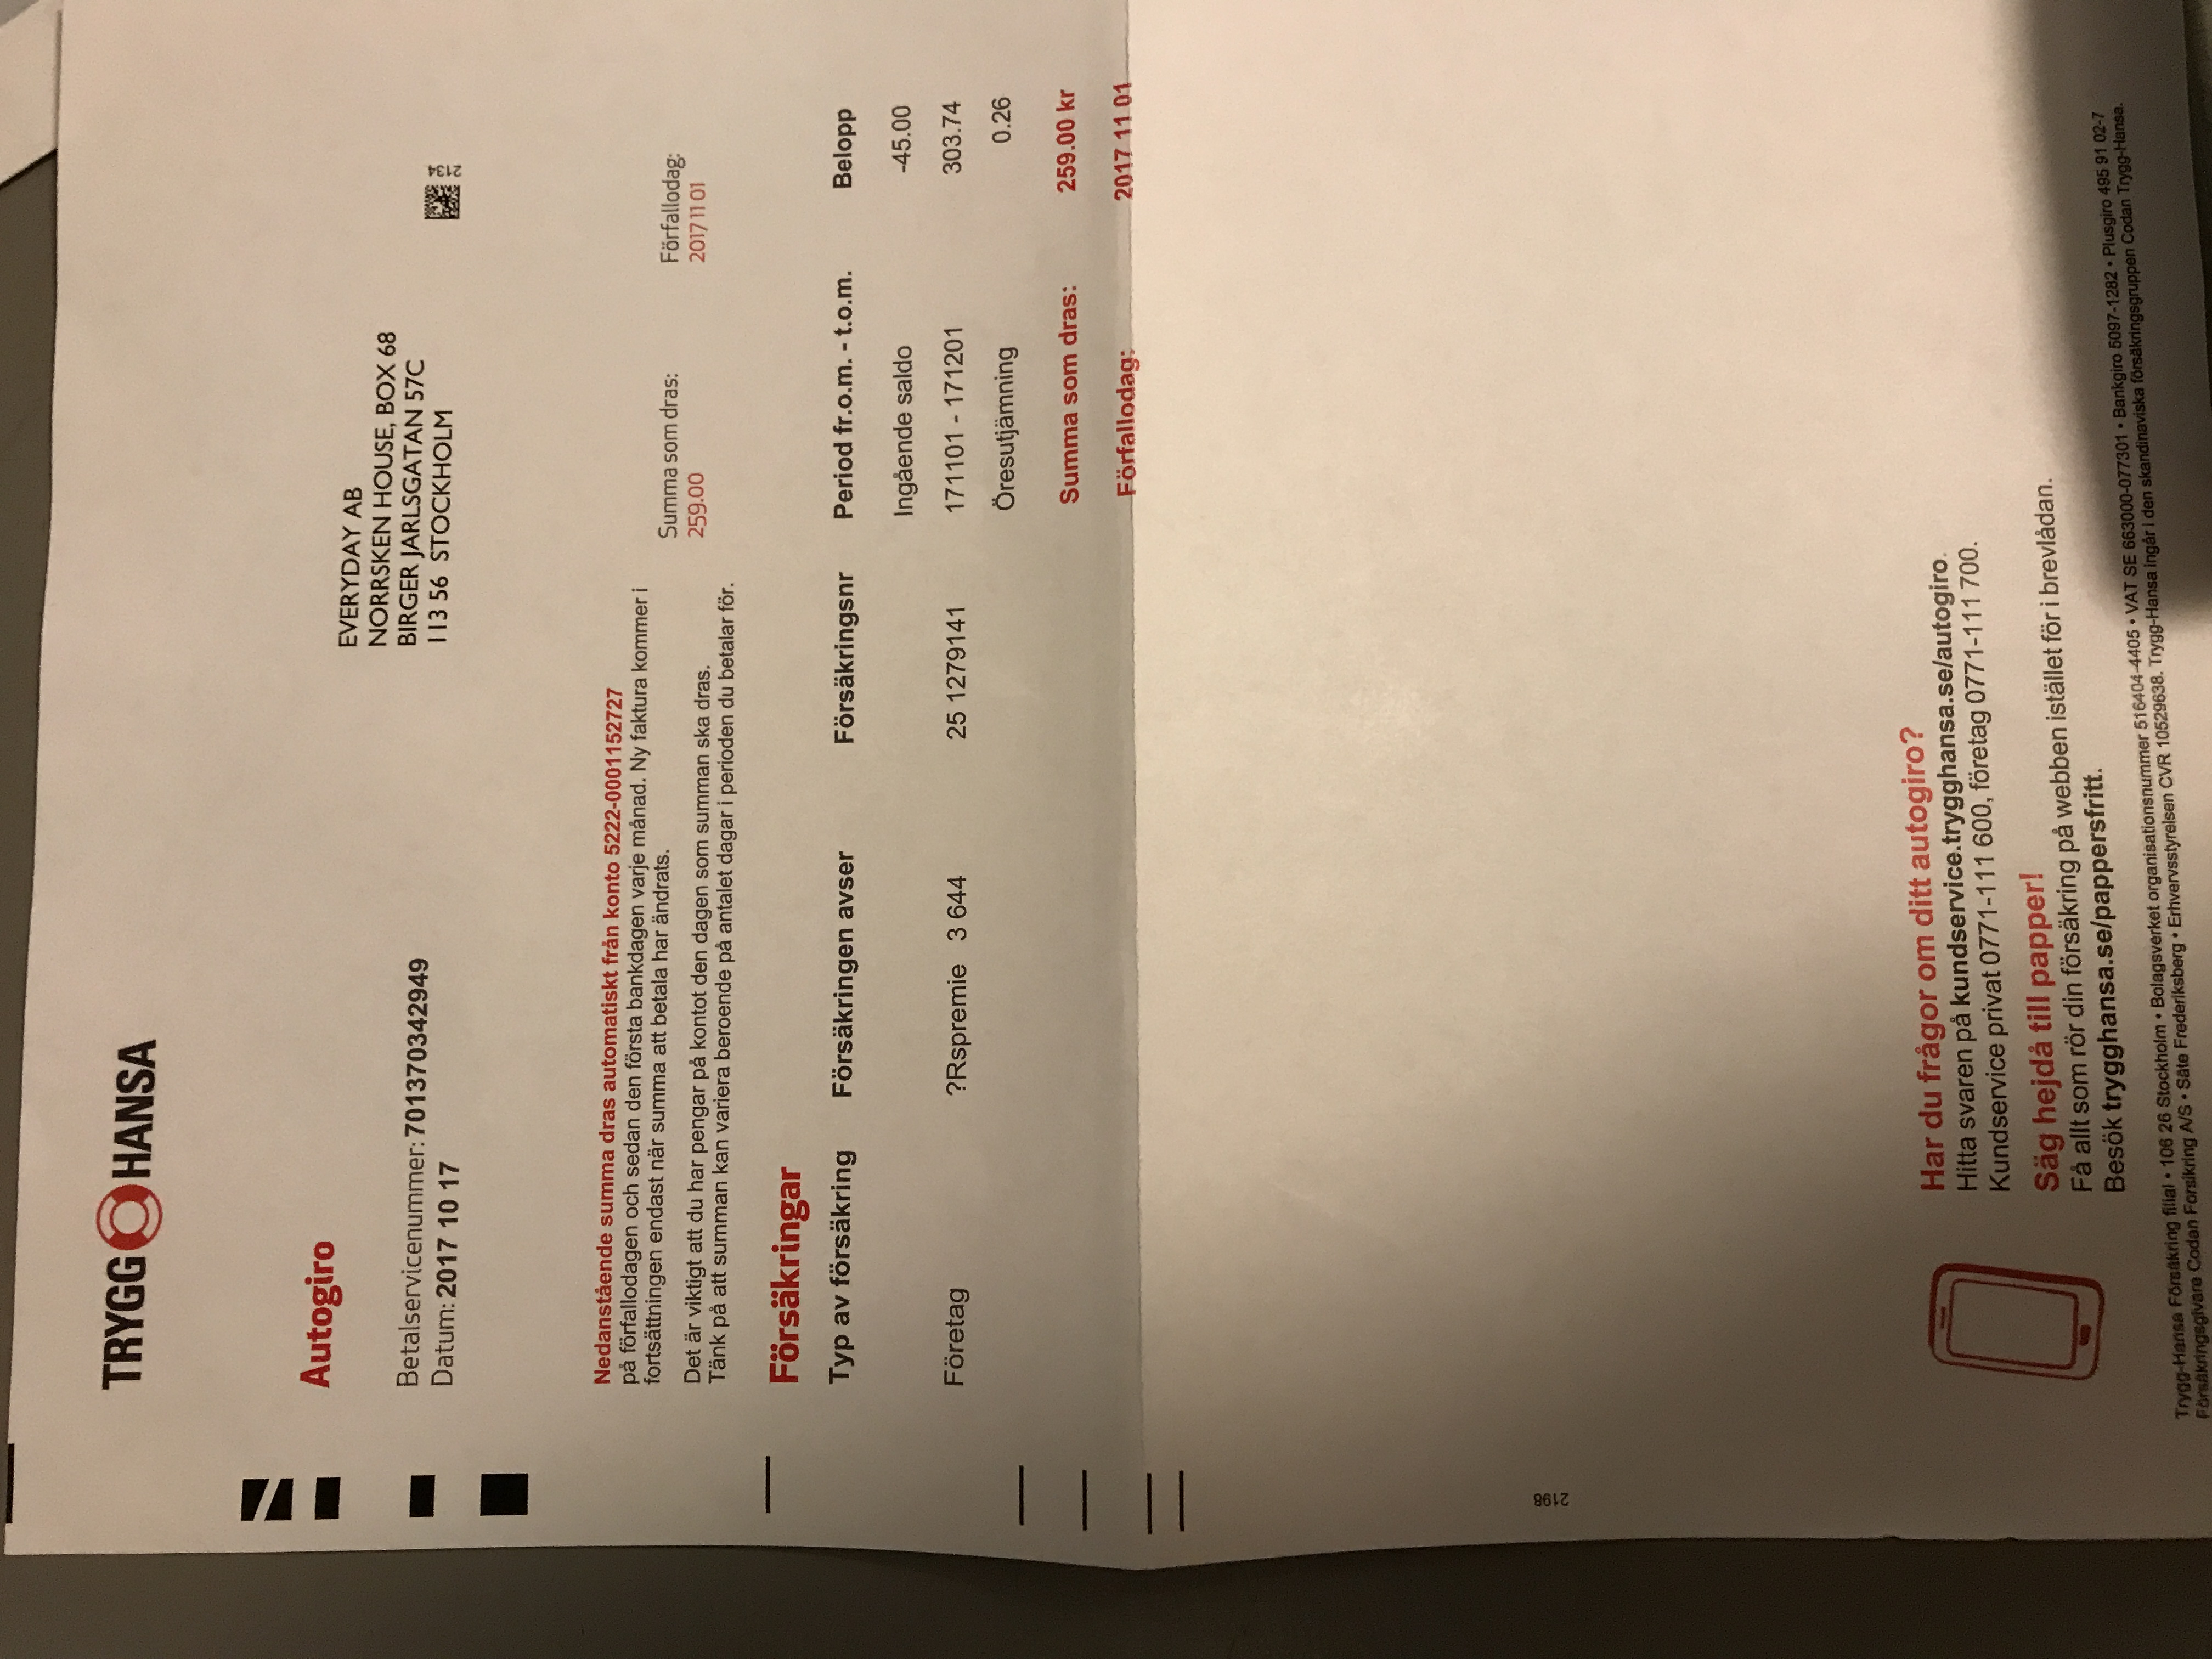 TRYGG HANSA
Autogiro
Betalservicenummer: 701370342949
Datum: 2017 10 17
EVERYDAY AB
NORRSKEN HOUSE, BOX 68
BIRGER JARLSGATAN 57C
113 56 STOCKHOLM
2134
Nedanstående summa dras automatiskt från konto 5222-0001152727
på förfallodagen och sedan den första bankdagen varje månad. Ny faktura kommer i
fortsättningen endast när summa att betala har ändrats.
Det är viktigt att du har pengar på kontot den dagen som summan ska dras.
Tänk på att summan kan variera beroende på antalet dagar i perioden du betalar för.
Summa som dras: Förfallodag:
259.00 2017 11 01
Försäkringar
Typ av försäkring Försäkringen avser Försäkringsnr Period fr.o.m. - t.o.m. Belopp
Ingående saldo -45.00
Företag ?Rspremie 3 644 25 1279141 171101 - 171201 303.74
Öresutjämning 0.26
Summa som dras: 259.00 kr
Förfallodag: 2017 11 01
2198
Har du frågor om ditt autogiro?
Hitta svaren på kundservice.trygghansa.se/autogiro.
Kundservice privat 0771-111 600, företag 0771-111 700.
Säg hejdå till papper!
Få allt som rör din försäkring på webben istället för i brevlådan.
Besök trygghansa.se/pappersfritt.
Trygg-Hansa Försäkring filial • 106 26 Stockholm • Bolagsverket organisationsnummer 516404-4405 • VAT SE 663000-077301 • Bankgiro 5097-1282 • Plusgiro 495 91 02-7
Försäkringsgivare Codan Forsikring A/S • Säte Frederiksberg • Erhvervsstyrelsen CVR 10529638. Trygg-Hansa ingår i den skandinaviska försäkringsgruppen Codan Trygg-Hansa.